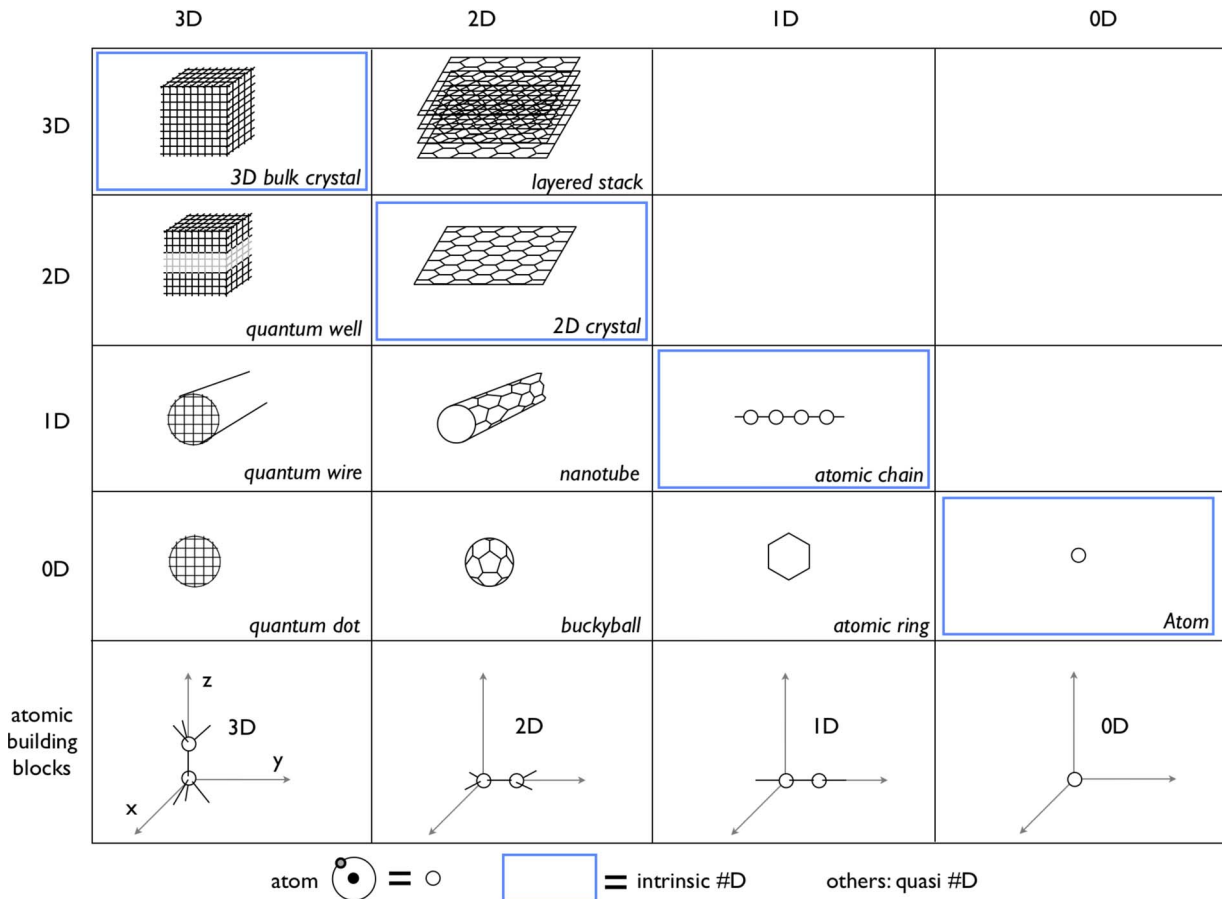 3D 2D 1D 0D
3D
3D bulk crystal
layered stack
2D
quantum well
2D crystal
1D
quantum wire
nanotube
atomic chain
0D
quantum dot
buckyball
atomic ring
Atom
atomic
building
blocks
z
3D
y
x
2D
1D
0D
atom = = intrinsic #D others: quasi #D